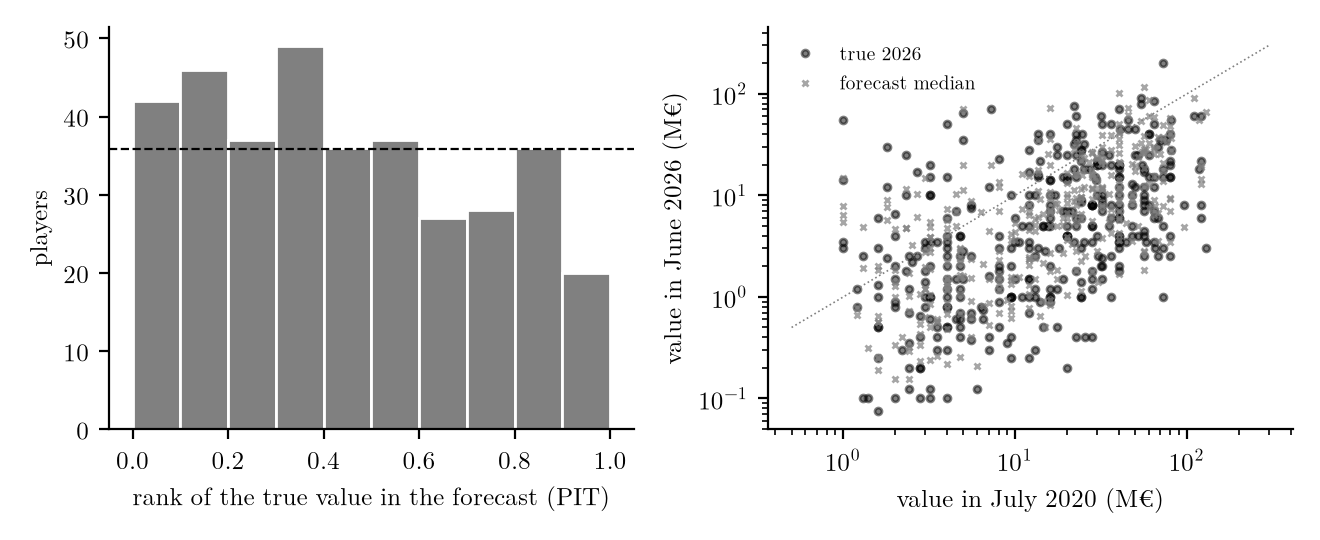 50
40
30
20
10
0
players
0.0 0.2 0.4 0.6 0.8 1.0
rank of the true value in the forecast (PIT)
true 2026
forecast median
10²
10¹
10⁰
10⁻¹
value in June 2026 (M€)
10⁰ 10¹ 10²
value in July 2020 (M€)